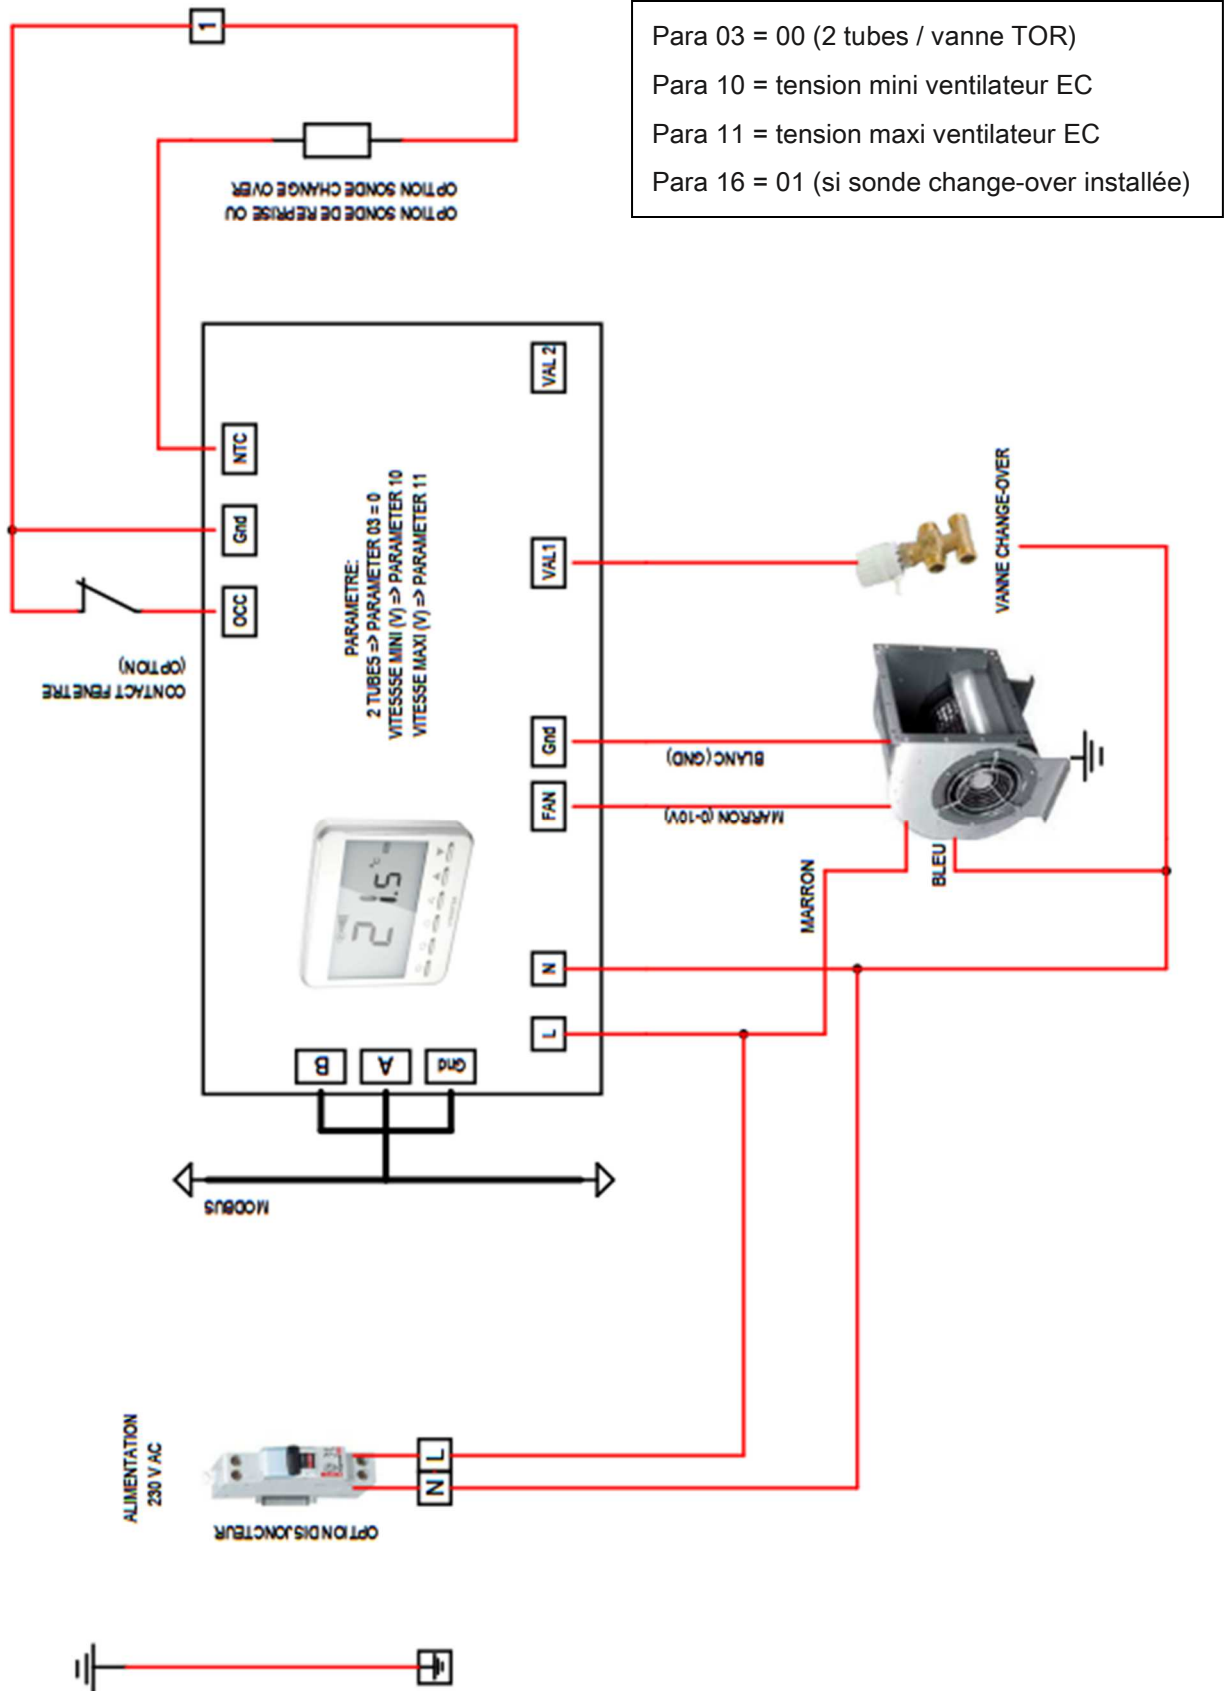 Para 03 = 00 (2 tubes / vanne TOR)
Para 10 = tension mini ventilateur EC
Para 11 = tension maxi ventilateur EC
Para 16 = 01 (si sonde change-over installée)
1
OPTION SONDE DE REPRISE OU
OPTION SONDE CHANGE OVER
NTC
Gnd
OCC
CONTACT FENETRE
(OPTION)
VAL 2
VAL1
PARAMETRE:
2 TUBES => PARAMETER 03 = 0
VITESSSE MINI (V) => PARAMETER 10
VITESSE MAXI (V) => PARAMETER 11
VANNE CHANGE-OVER
Gnd
FAN
BLANC (GND)
MARRON (0-10V)
21.5
°C
MARRON
BLEU
N
L
B
A
Gnd
MODBUS
ALIMENTATION
230 V AC
OPTION DISJONCTEUR
L
N